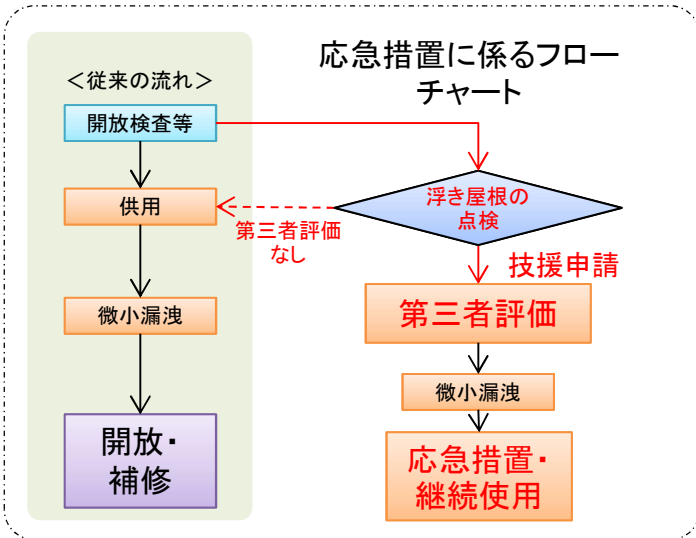 応急措置に係るフロー
チャート
＜従来の流れ＞
開放検査等
供用
微小漏洩
開放・
補修
浮き屋根の
点検
第三者評価
なし
技援申請
第三者評価
微小漏洩
応急措置・
継続使用